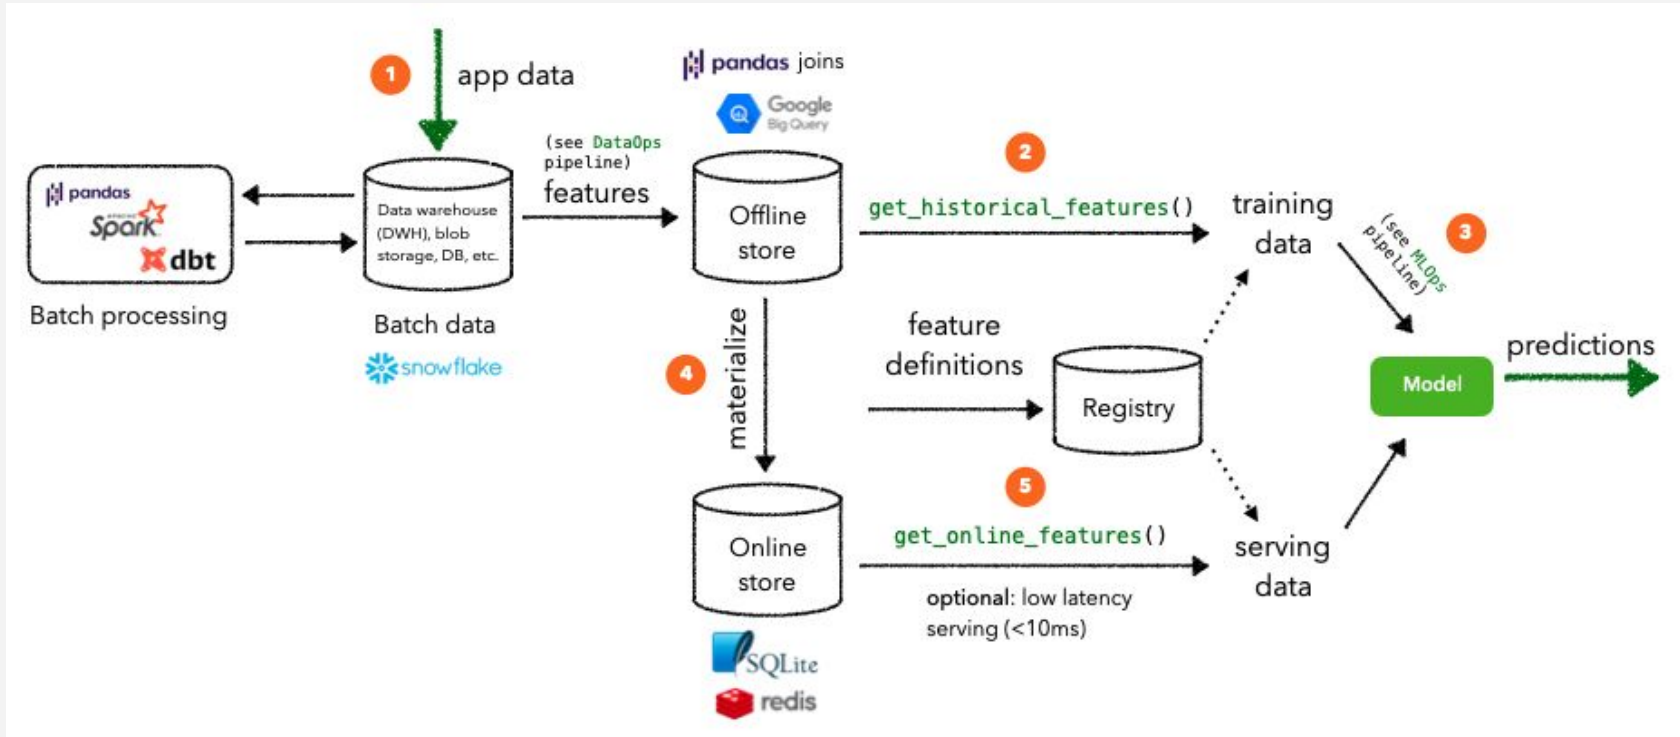 1
app data
pandas joins
Google
Big Query
(see DataOps
pipeline)
features
2
get_historical_features()
training
data
(see MLOps
pipeline)
3
pandas
APACHE
Spark
dbt
Batch processing
Data warehouse
(DWH), blob
storage, DB, etc.
Batch data
snowflake
Offline
store
4
materialize
feature
definitions
Registry
Model
predictions
5
get_online_features()
Online
store
optional: low latency
serving (<10ms)
serving
data
SQLite
redis